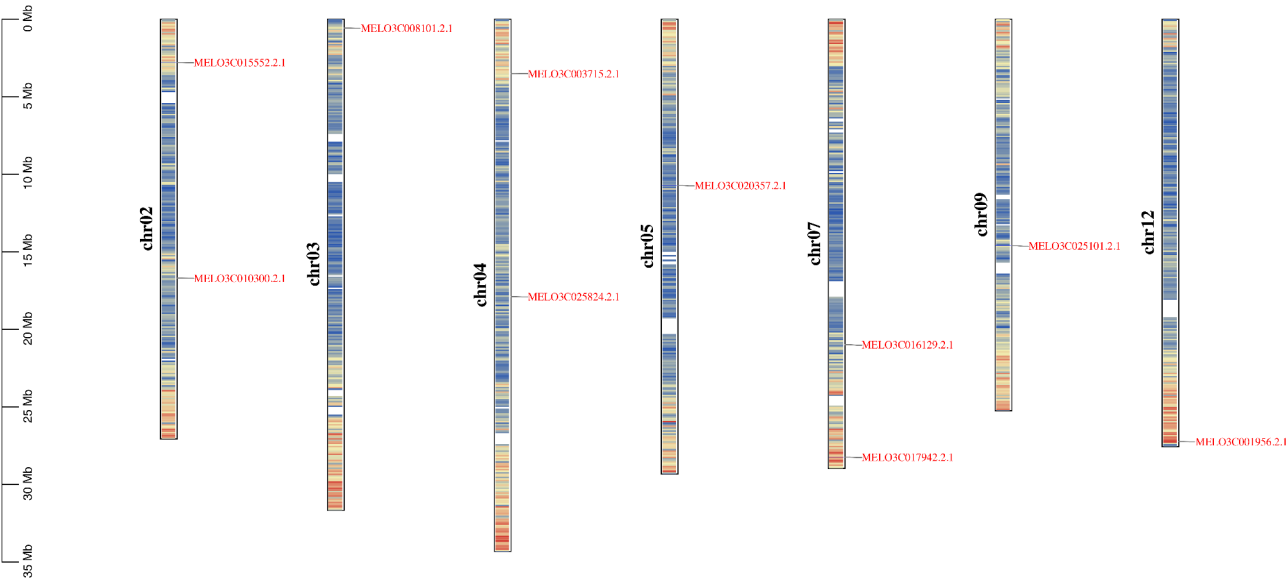 0 Mb
5 Mb
10 Mb
15 Mb
20 Mb
25 Mb
30 Mb
35 Mb
chr02
MELO3C015552.2.1
MELO3C010300.2.1
chr03
MELO3C008101.2.1
chr04
MELO3C003715.2.1
MELO3C025824.2.1
chr05
MELO3C020357.2.1
chr07
MELO3C016129.2.1
MELO3C017942.2.1
chr09
MELO3C025101.2.1
chr12
MELO3C001956.2.1